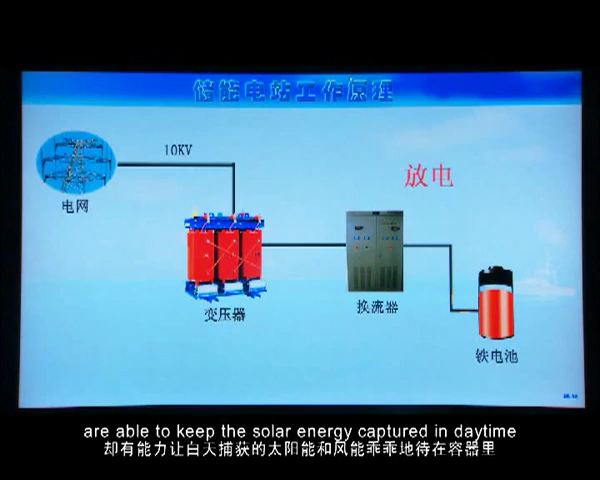 储能电站工作原理
10KV
放电
电网
变压器
换流器
铁电池
are able to keep the solar energy captured in daytime
却有能力让白天捕获的太阳能和风能乖乖地待在容器里